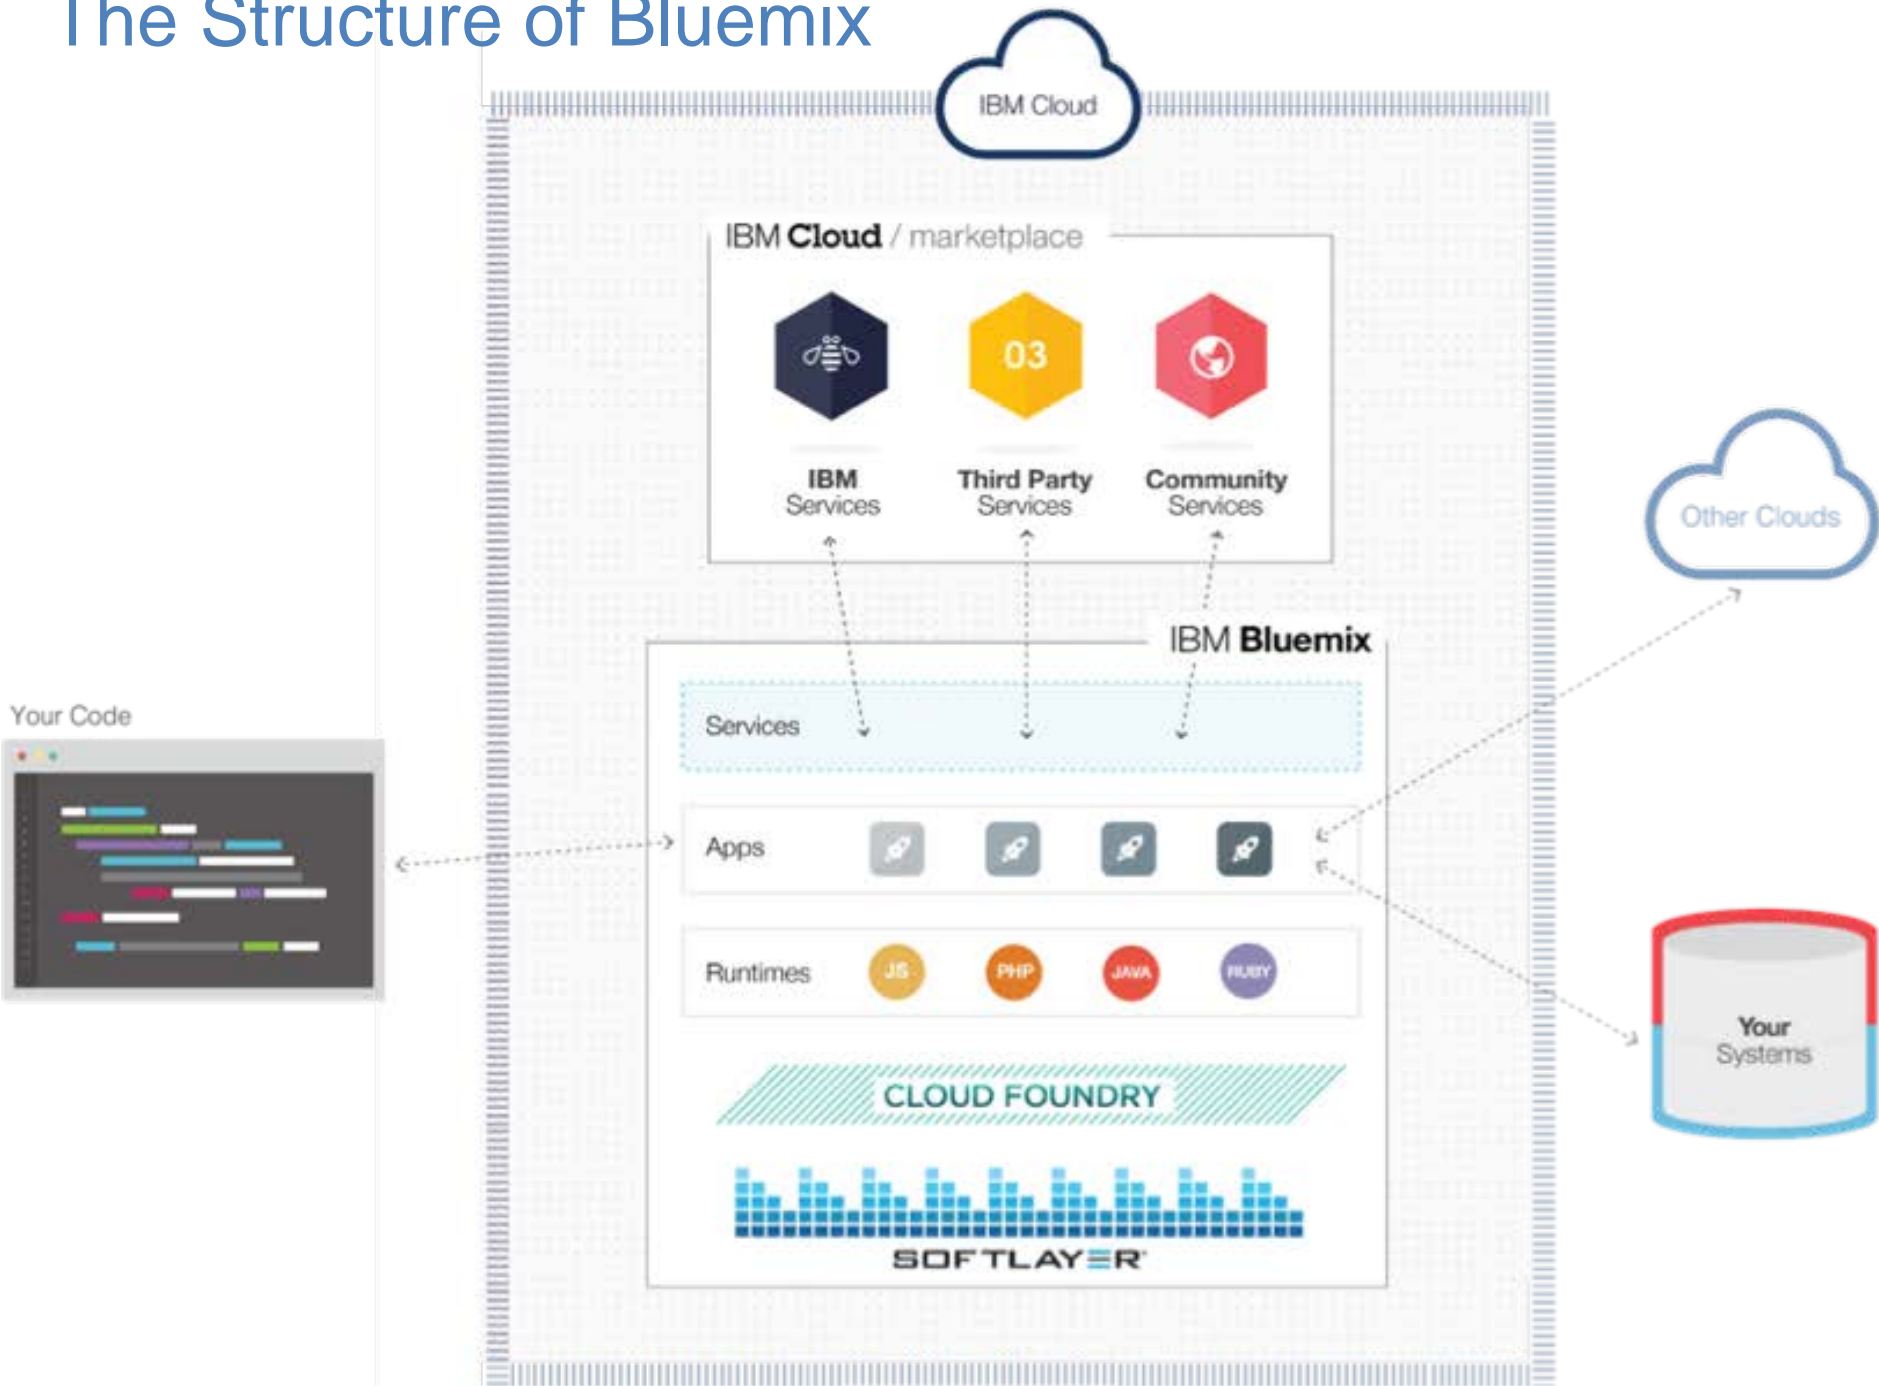 The Structure of Bluemix
IBM Cloud
IBM Cloud / marketplace
03
IBM
Services
Third Party
Services
Community
Services
Other Clouds
IBM Bluemix
Your Code
Services
Apps
Runtimes
JS
PHP
JAVA
RUBY
Your
Systems
CLOUD FOUNDRY
SOFTLAYER